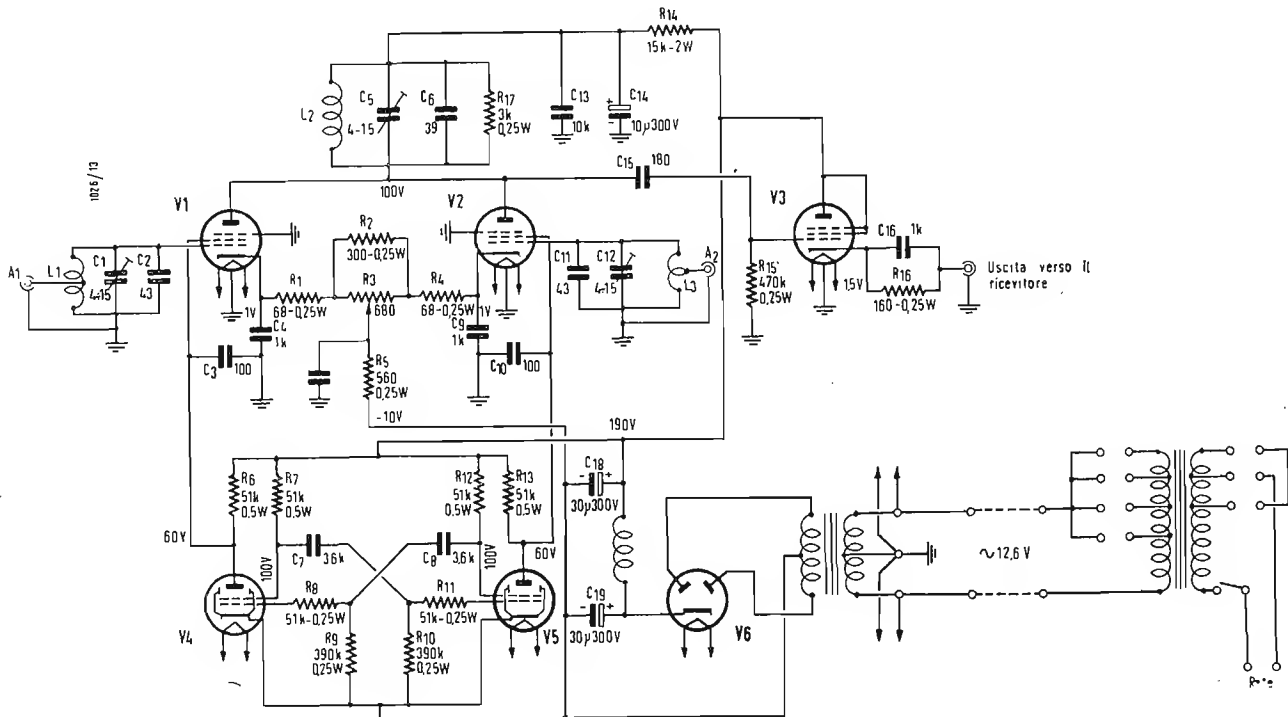 R14
15k-2W
C5
4-15
C6
39
R17
3k
0,25W
C13
10k
C14
+
-
10µ300V
L2
1026/13
100V
C15
180
V1
V2
V3
R2
300-0,25W
A1
L1
C1
4÷15
C2
43
R1
68-0,25W
R3
680
R4
68-0,25W
C11
43
C12
4÷15
L3
A2
R15
470k
0,25W
1,5V
C16
1k
R16
160-0,25W
Uscita verso il
ricevitore
1V
C4
1k
C3
100
1V
C9
1k
C10
100
R5
560
0,25W
-10V
190V
R6
51k
0,5W
R7
51k
0,5W
R12
51k
0,5W
R13
51k
0,5W
C18
- +
30µ300V
60V
100V
C7
36k
C8
3,6k
100V
60V
R8
51k-0,25W
R11
51k-0,25W
V4
V5
R9
390k
0,25W
R10
390k
0,25W
C19
- +
30µ300V
V6
~12,6 V